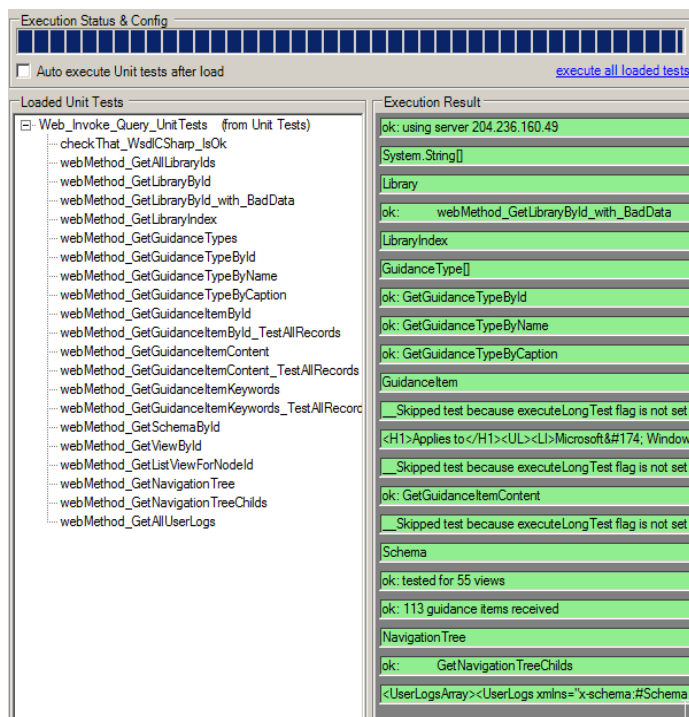 Execution Status & Config
Auto execute Unit tests after load
execute all loaded tests
Loaded Unit Tests
Web_Invoke_Query_UnitTests (from Unit Tests)
checkThat_WsdlCSharp_IsOk
webMethod_GetAllLibraryIds
webMethod_GetLibraryById
webMethod_GetLibraryById_with_BadData
webMethod_GetLibraryIndex
webMethod_GetGuidanceTypes
webMethod_GetGuidanceTypeById
webMethod_GetGuidanceTypeByName
webMethod_GetGuidanceTypeByCaption
webMethod_GetGuidanceItemById
webMethod_GetGuidanceItemById_TestAllRecords
webMethod_GetGuidanceItemContent
webMethod_GetGuidanceItemContent_TestAllRecords
webMethod_GetGuidanceItemKeywords
webMethod_GetGuidanceItemKeywords_TestAllRecord
webMethod_GetSchemaById
webMethod_GetViewById
webMethod_GetListViewForNodeId
webMethod_GetNavigationTree
webMethod_GetNavigationTreeChilds
webMethod_GetAllUserLogs
Execution Result
ok: using server 204.236.160.49
System.String[]
Library
ok: webMethod_GetLibraryById_with_BadData
LibraryIndex
GuidanceType[]
ok: GetGuidanceTypeById
ok: GetGuidanceTypeByName
ok: GetGuidanceTypeByCaption
GuidanceItem
__Skipped test because executeLongTest flag is not set
<H1>Applies to</H1><UL><LI>Microsoft&#174; Window
__Skipped test because executeLongTest flag is not set
ok: GetGuidanceItemContent
__Skipped test because executeLongTest flag is not set
Schema
ok: tested for 55 views
ok: 113 guidance items received
NavigationTree
ok: GetNavigationTreeChilds
<UserLogsArray><UserLogs xmlns="x-schema:#Schema